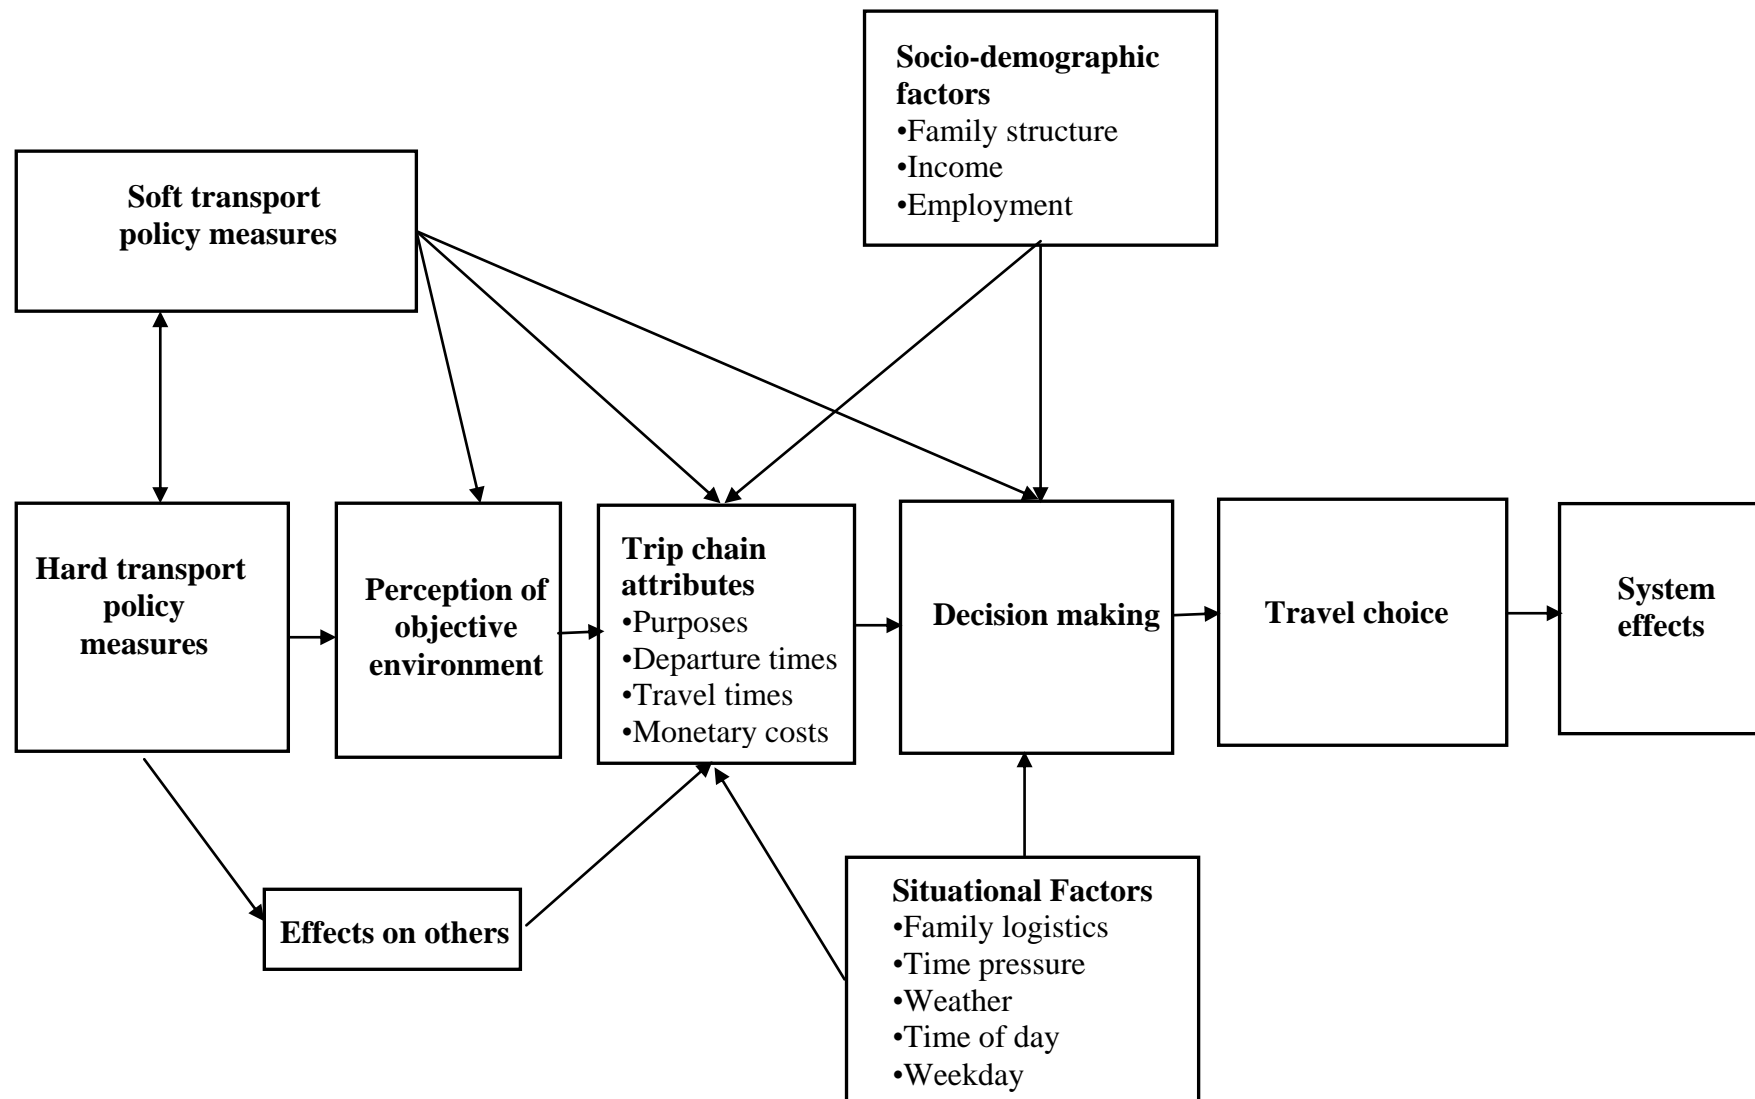 Socio-demographic
factors
•Family structure
•Income
•Employment
Soft transport
policy measures
Hard transport
policy
measures
Perception of
objective
environment
Trip chain
attributes
•Purposes
•Departure times
•Travel times
•Monetary costs
Decision making
Travel choice
System
effects
Effects on others
Situational Factors
•Family logistics
•Time pressure
•Weather
•Time of day
•Weekday